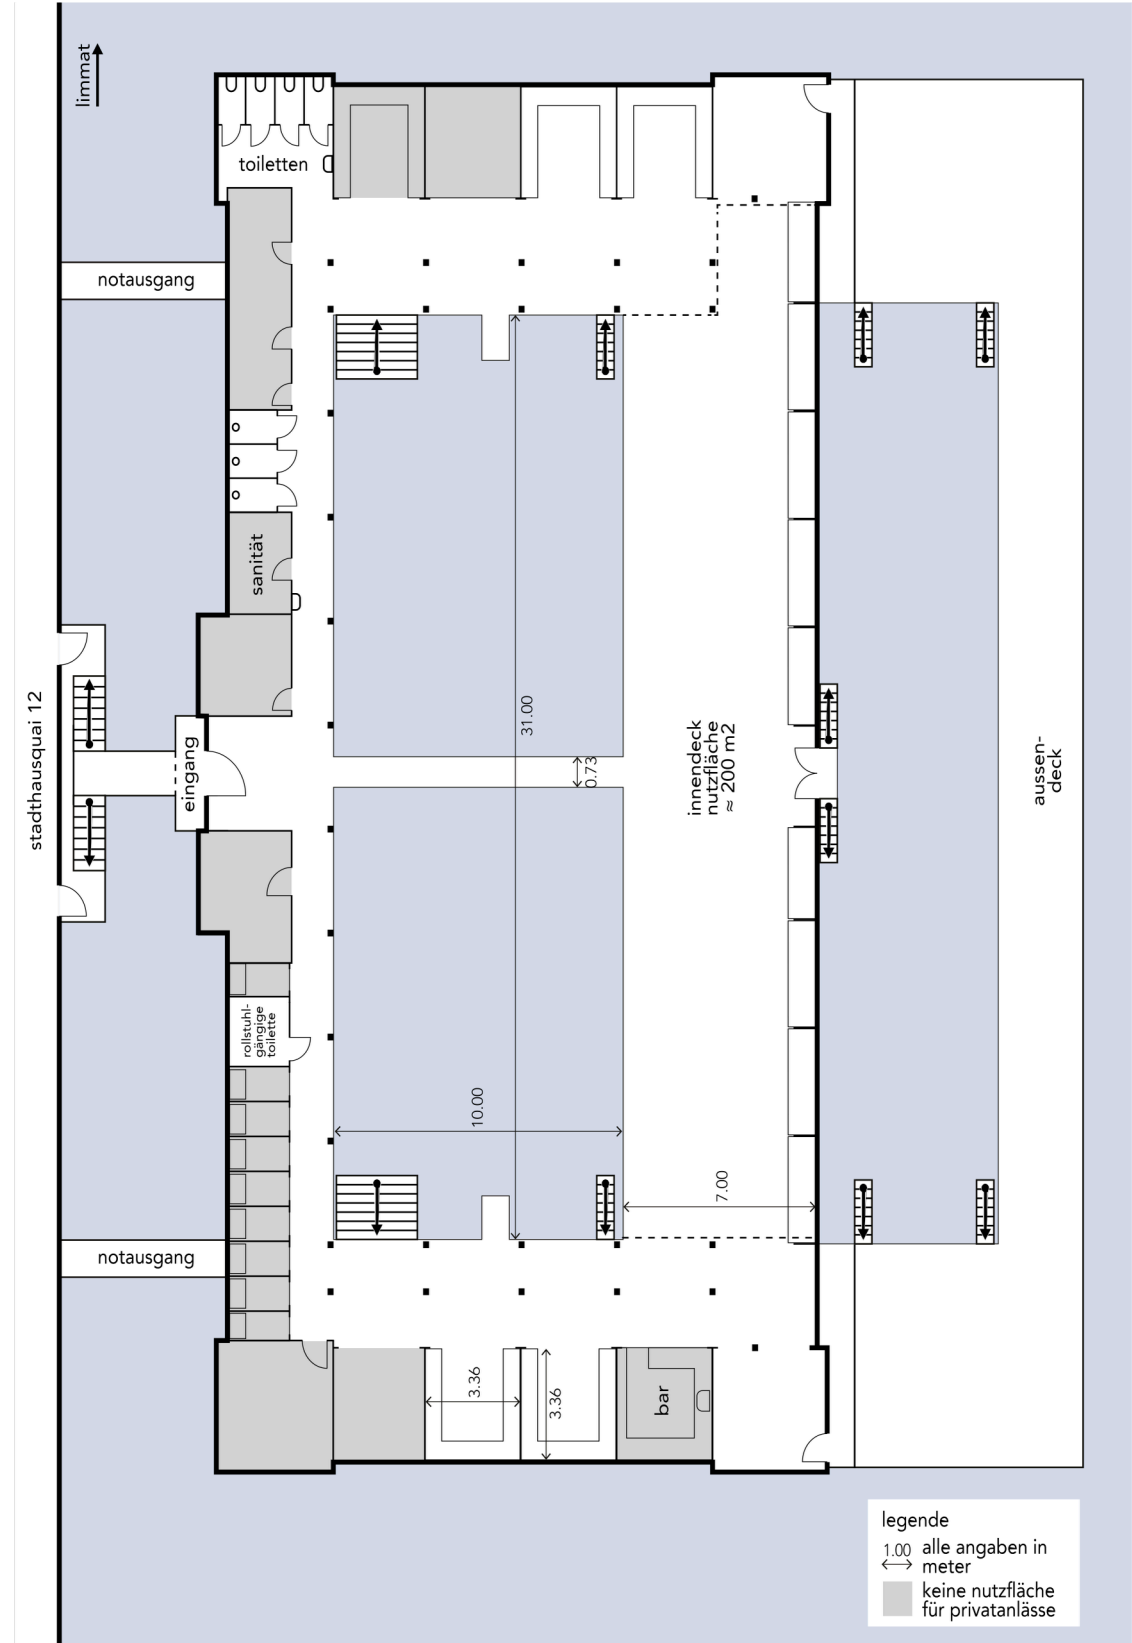 limmat
toiletten
notausgang
sanität
stadthausquai 12
eingang
31.00
0.73
innendeck
nutzfläche
≈ 200 m2
aussen-
deck
rollstuhl-
gängige
toilette
10.00
7.00
notausgang
3.36
3.36
bar
legende
1.00 alle angaben in
meter
keine nutzfläche
für privatanlässe